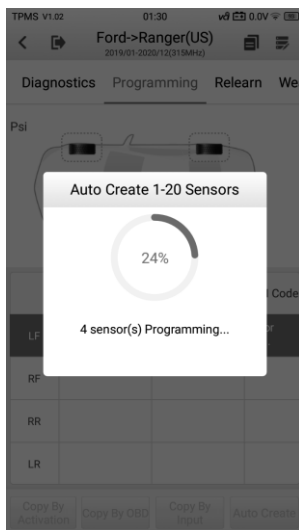 TPMS V1.02 01:30 0.0V
Ford->Ranger(US)
2019/01-2020/12(315MHz)
Diagnostics Programming Relearn We
Psi
Auto Create 1-20 Sensors
24%
4 sensor(s) Programming...
Code
LF
RF
RR
LR
Copy By Copy By OBD Copy By Auto Create
Activation Input